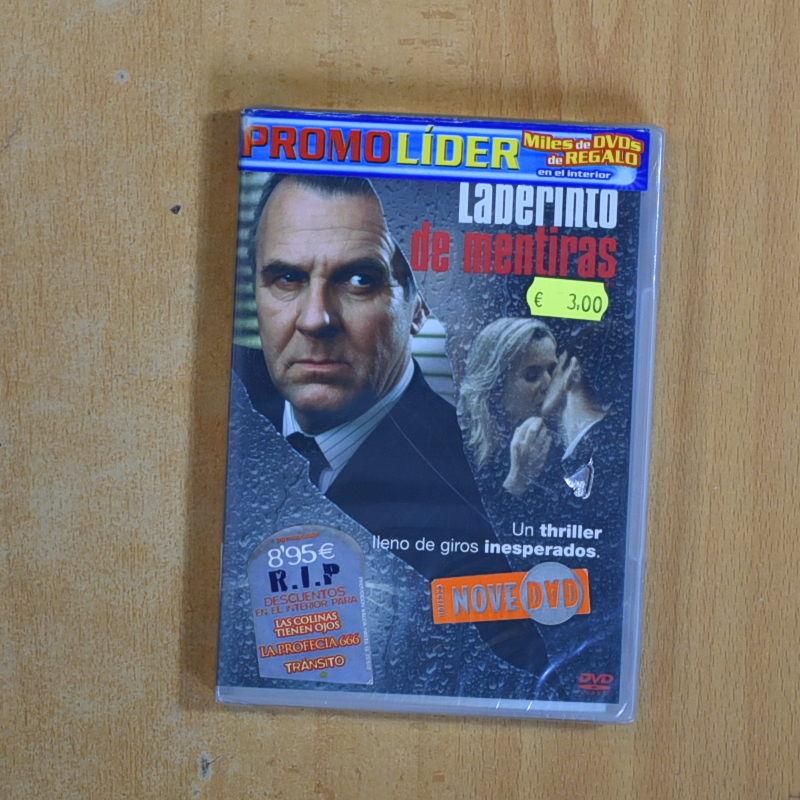 PROMO LÍDER
Miles de DVDs
de REGALO
en el interior
Laberinto
de mentiras
€ 3,00
Un thriller
lleno de giros inesperados.
8'95€
R.I.P
DESCUENTOS
EN EL INTERIOR PARA
LAS COLINAS
TIENEN OJOS
LA PROFECIA 666
TRÁNSITO
NOVEDVD
DVD